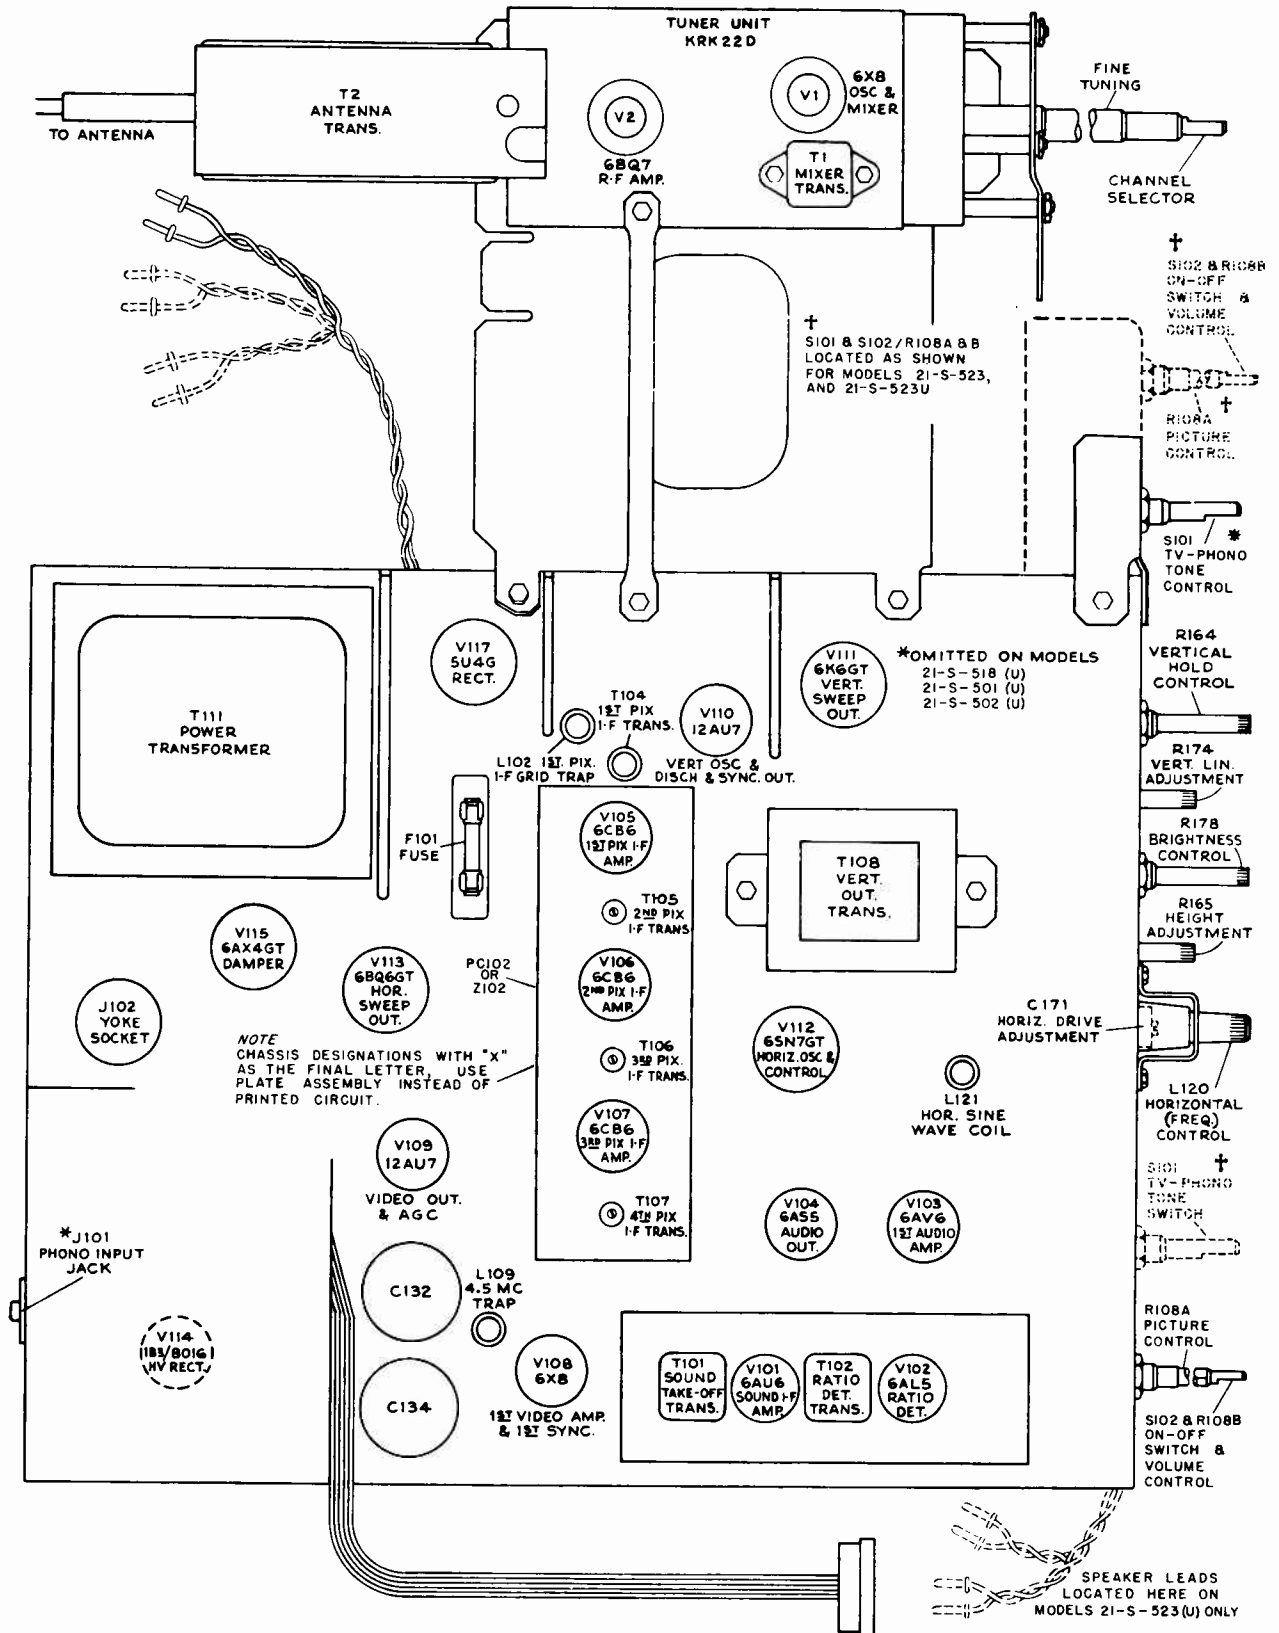 TUNER UNIT
KRK22D
T2
ANTENNA
TRANS.
TO ANTENNA
V2
6BQ7
R-F AMP.
V1
6X8
OSC &
MIXER
T1
MIXER
TRANS.
FINE
TUNING
CHANNEL
SELECTOR
†
S102 & R108B
ON-OFF
SWITCH &
VOLUME
CONTROL
†
S101 & S102/R108A & B
LOCATED AS SHOWN
FOR MODELS 21-S-523,
AND 21-S-523U
R108A †
PICTURE
CONTROL
S101 *
TV-PHONO
TONE
CONTROL
V117
5U4G
RECT.
V111
6K6GT
VERT.
SWEEP
OUT.
*OMITTED ON MODELS
21-S-518 (U)
21-S-501 (U)
21-S-502 (U)
R164
VERTICAL
HOLD
CONTROL
T111
POWER
TRANSFORMER
T104
1ST PIX
I-F TRANS.
V110
12AU7
L102 1ST. PIX.
I-F GRID TRAP
VERT OSC &
DISCH & SYNC. OUT.
R174
VERT. LIN.
ADJUSTMENT
F101
FUSE
V105
6CB6
1ST PIX I-F
AMP.
R178
BRIGHTNESS
CONTROL
T108
VERT.
OUT.
TRANS.
T105
2ND PIX
I-F TRANS
R165
HEIGHT
ADJUSTMENT
V115
6AX4GT
DAMPER
V113
6BQ6GT
HOR.
SWEEP
OUT.
PC102
OR
Z102
V106
6CB6
2ND PIX I-F
AMP.
J102
YOKE
SOCKET
C171
HORIZ. DRIVE
ADJUSTMENT
NOTE
CHASSIS DESIGNATIONS WITH "X"
AS THE FINAL LETTER, USE
PLATE ASSEMBLY INSTEAD OF
PRINTED CIRCUIT.
T106
3RD PIX.
I-F TRANS.
V112
6SN7GT
HORIZ. OSC &
CONTROL
L121
HOR. SINE
WAVE COIL
L120
HORIZONTAL
(FREQ.)
CONTROL
V107
6CB6
3RD PIX I-F
AMP.
V109
12AU7
VIDEO OUT.
& AGC
T107
4TH PIX
I-F TRANS.
V104
6AS5
AUDIO
OUT.
V103
6AV6
1ST AUDIO
AMP.
S101 †
TV-PHONO
TONE
SWITCH
*J101
PHONO INPUT
JACK
C132
L109
4.5 MC
TRAP
V114
1B3/8016
HV RECT.
C134
V108
6X8
1ST VIDEO AMP.
& 1ST SYNC.
T101
SOUND
TAKE-OFF
TRANS.
V101
6AU6
SOUND I-F
AMP.
T102
RATIO
DET.
TRANS.
V102
6AL5
RATIO
DET.
R108A
PICTURE
CONTROL
S102 & R108B
ON-OFF
SWITCH &
VOLUME
CONTROL
SPEAKER LEADS
LOCATED HERE ON
MODELS 21-S-523(U) ONLY